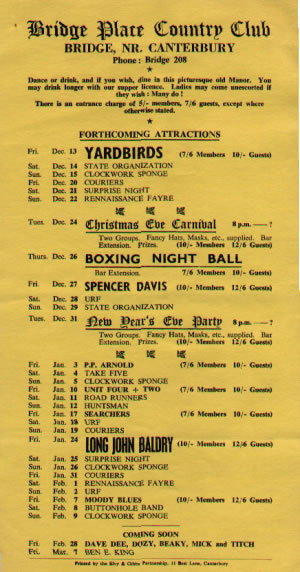 Bridge Place Country Club
BRIDGE, NR. CANTERBURY
Phone: Bridge 208
Dance or drink, and if you wish, dine in this picturesque old Manor. You
may drink longer with our supper licence. Ladies may come unescorted if
they wish: Many do!
There is an entrance charge of 5/- members, 7/6 guests, except where
otherwise stated.
FORTHCOMING ATTRACTIONS
Fri. Dec. 13 YARDBIRDS (7/6 Members 10/- Guests)
Sat. Dec. 14 STATE ORGANIZATION
Sun. Dec. 15 CLOCKWORK SPONGE
Fri. Dec. 20 COURIERS
Sat. Dec. 21 SURPRISE NIGHT
Sun. Dec. 22 RENNAISSANCE FAYRE
Tues. Dec. 24 Christmas Eve Carnival 8 p.m. —?
Two Groups. Fancy Hats, Masks, etc., supplied. Bar
Extension. Prizes. (10/- Members 12/6 Guests)
Thurs. Dec. 26 BOXING NIGHT BALL
Bar Extension. 7/6 Members 10/- Guests)
Fri. Dec. 27 SPENCER DAVIS (10/- Members 12/6 Guests)
Sat. Dec. 28 URF
Sun. Dec. 29 STATE ORGANIZATION
Tues. Dec. 31 New Year's Eve Party 8 p.m. —?
Two Groups. Fancy Hats, Masks, etc., supplied. Bar
Extension. Prizes. (10/- Members 12/6 Guests)
Fri. Jan. 3 P.P. ARNOLD (7/6 Members 10/- Guests)
Sat. Jan. 4 TAKE FIVE
Sun. Jan. 5 CLOCKWORK SPONGE
Fri. Jan. 10 UNIT FOUR + TWO (7/6 Members 10/- Guests)
Sat. Jan. 11 ROAD RUNNERS
Sun. Jan. 12 HUNTSMAN
Fri. Jan. 17 SEARCHERS (7/6 Members 10/- Guests)
Sat. Jan. 18 URF
Sun. Jan. 19 COURIERS
Fri. Jan. 24 LONG JOHN BALDRY (10/- Members 12/6 Guests)
Sat. Jan. 25 SURPRISE NIGHT
Sun. Jan. 26 CLOCKWORK SPONGE
Fri. Jan. 31 COURIERS
Sat. Feb. 1 RENNAISSANCE FAYRE
Sun. Feb. 2 URF
Fri. Feb. 7 MOODY BLUES (10/- Members 12/6 Guests)
Sat. Feb. 8 BUTTONHOLE BAND
Sun. Feb. 9 CLOCKWORK SPONGE
COMING SOON
Fri. Feb. 28 DAVE DEE, DOZY, BEAKY, MICK and TITCH
Fri. Mar. 7 BEN E. KING
Printed by the & Partnership, 11 Best Lane, Canterbury